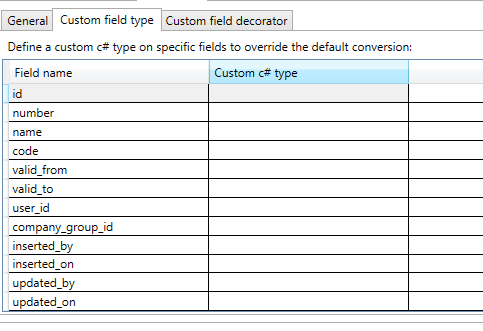 General Custom field type Custom field decorator
Define a custom c# type on specific fields to override the default conversion:
Field name Custom c# type
id
number
name
code
valid_from
valid_to
user_id
company_group_id
inserted_by
inserted_on
updated_by
updated_on